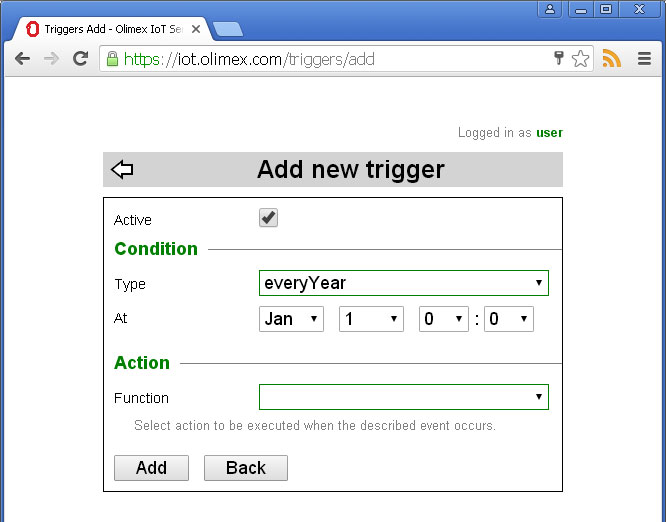 Triggers Add - Olimex IoT Se
https://iot.olimex.com/triggers/add
Logged in as user
Add new trigger
Active
Condition
Type everyYear
At Jan 1 0 : 0
Action
Function
Select action to be executed when the described event occurs.
Add Back